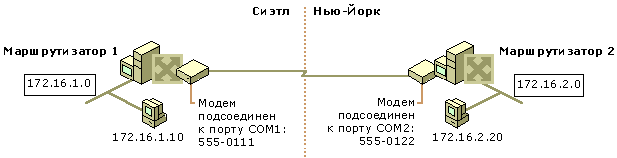 Сиэтл
Нью-Йорк
Маршрутизатор 1
Маршрутизатор 2
172.16.1.0
172.16.2.0
Модем
подсоединен
к порту COM1:
555-0111
Модем
подсоединен
к порту COM2:
555-0122
172.16.1.10
172.16.2.20